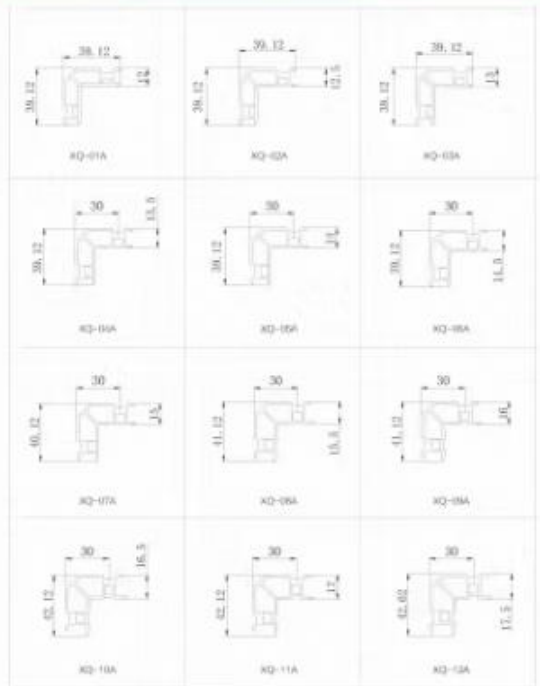 39.12 39.12 39.12
39.12 12 39.12 12.5 39.12 13
XQ-01A XQ-02A XQ-03A
30 13.5 30 30
39.12 39.12 14 39.12 14.5
XQ-04A XQ-05A XQ-06A
30 30 30
40.12 15 41.12 15.5 41.12 16
XQ-07A XQ-08A XQ-09A
30 16.5 30 30
42.12 42.12 17 42.62 17.5
XQ-10A XQ-11A XQ-12A